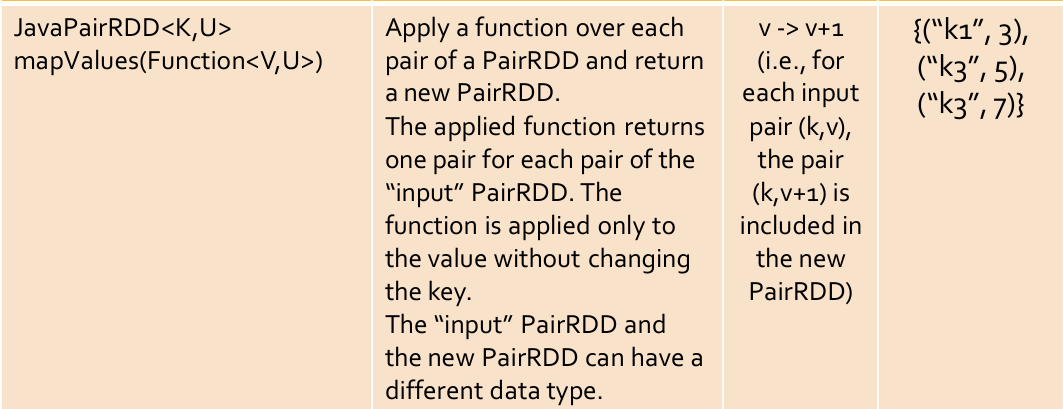 JavaPairRDD<K,U>
mapValues(Function<V,U>)
Apply a function over each
pair of a PairRDD and return
a new PairRDD.
The applied function returns
one pair for each pair of the
“input” PairRDD. The
function is applied only to
the value without changing
the key.
The “input” PairRDD and
the new PairRDD can have a
different data type.
v -> v+1
(i.e., for
each input
pair (k,v),
the pair
(k,v+1) is
included in
the new
PairRDD)
{(“k1”, 3),
(“k3”, 5),
(“k3”, 7)}